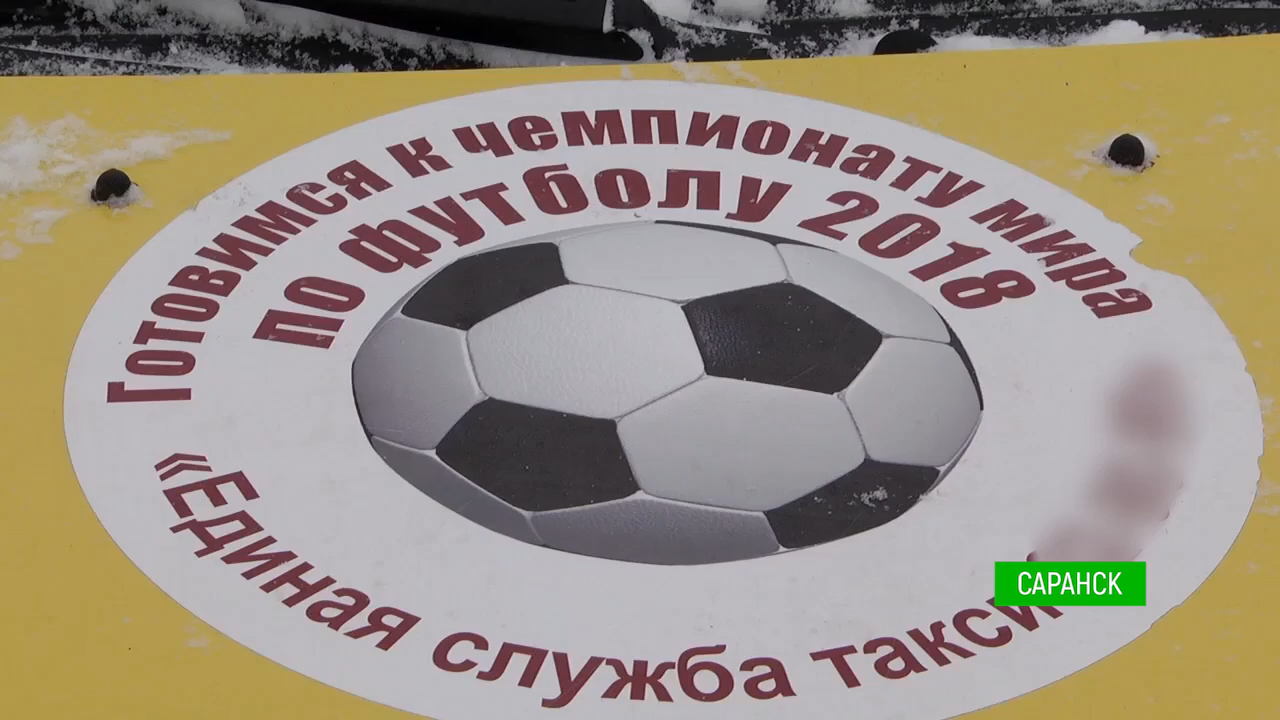 Готовимся к чемпионату мира
по футболу 2018
«Единая служба такси
САРАНСК